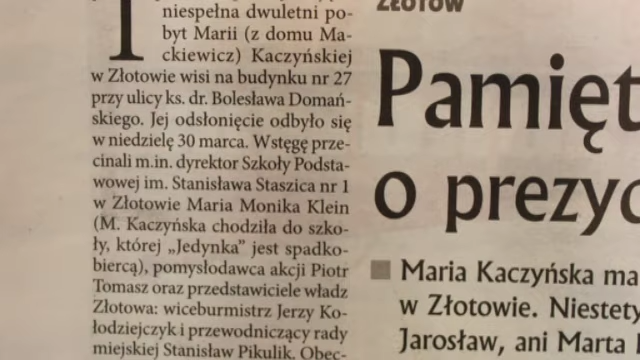 niespełna dwuletni po-
byt Marii (z domu Ma-
ckiewicz) Kaczyńskiej
w Złotowie wisi na budynku nr 27
przy ulicy ks. dr. Bolesława Domań-
skiego. Jej odsłonięcie odbyło się
w niedzielę 30 marca. Wstęgę prze-
cinali m.in. dyrektor Szkoły Podsta-
wowej im. Stanisława Staszica nr 1
w Złotowie Maria Monika Klein
(M. Kaczyńska chodziła do szko-
ły, której „Jedynka” jest spadko-
biercą), pomysłodawca akcji Piotr
Tomasz oraz przedstawiciele władz
Złotowa: wiceburmistrz Jerzy Ko-
łodziejczyk i przewodniczący rady
miejskiej Stanisław Pikulik. Obec-
ZŁOTÓW
Pamięt
o prezyd
Maria Kaczyńska ma
w Złotowie. Niestety
Jarosław, ani Marta